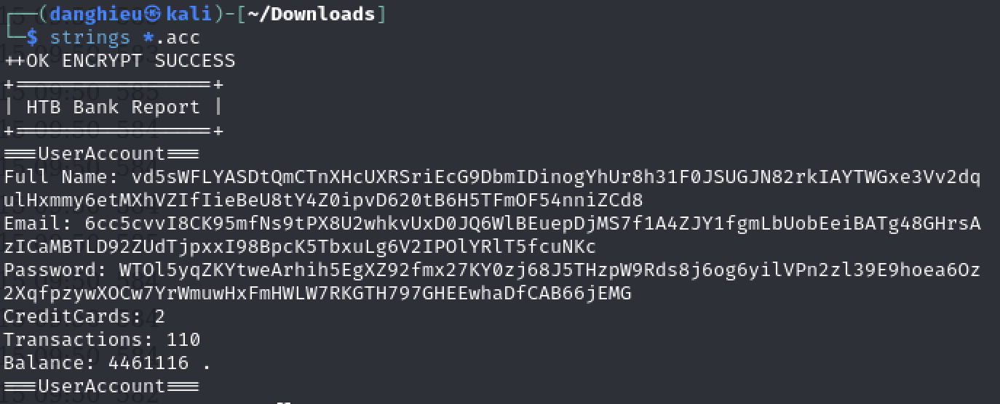 ┌──(danghieu㉿kali)-[~/Downloads]
└─$ strings *.acc
++OK ENCRYPT SUCCESS
+=================+
| HTB Bank Report |
+=================+
===UserAccount===
Full Name: vd5sWFLYASDtQmCTnXHcUXRSriEcG9DbmIDinogYhUr8h31F0JSUGJN82rkIAYTWGxe3Vv2dq
ulHxmmy6etMXhVZIfIieBeU8tY4Z0ipvD620tB6H5TFmOF54nniZCd8
Email: 6cc5cvvI8CK95mfNs9tPX8U2whkvUxD0JQ6WlBEuepDjMS7f1A4ZJY1fgmLbUobEeiBATg48GHrsA
zICaMBTLD92ZUdTjpxxI98BpcK5TbxuLg6V2IPOlYRlT5fcuNKc
Password: WTOl5yqZKYtweArhih5EgXZ92fmx27KY0zj68J5THzpW9Rds8j6og6yilVPn2zl39E9hoea6Oz
2XqfpzywXOCw7YrWmuwHxFmHWLW7RKGTH797GHEEwhaDfCAB66jEMG
CreditCards: 2
Transactions: 110
Balance: 4461116 .
===UserAccount===